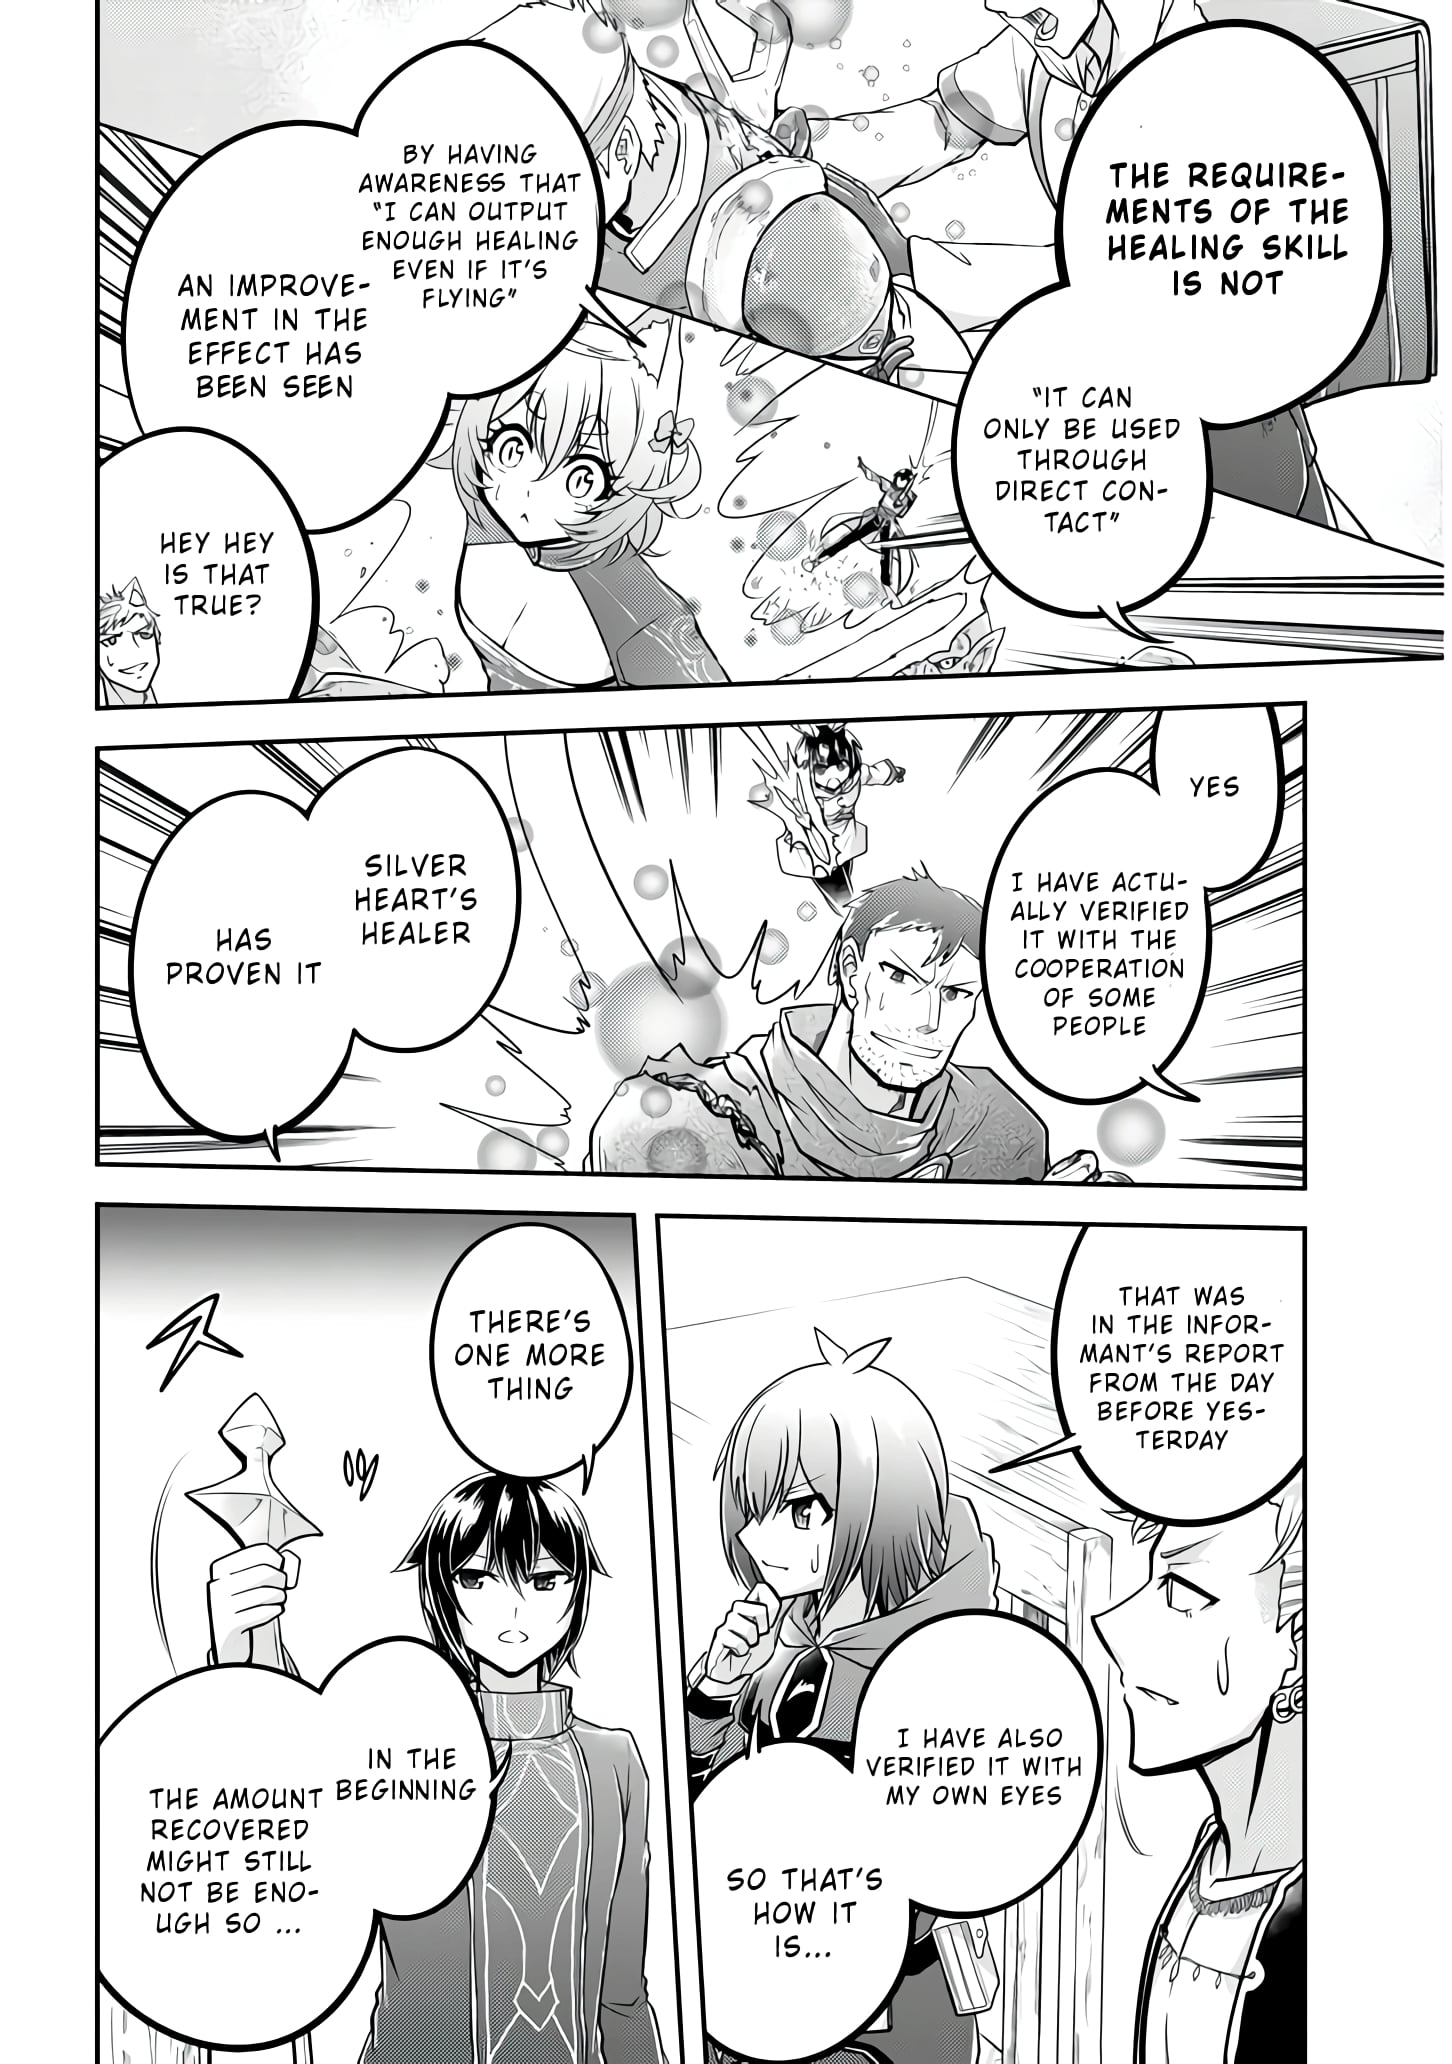 THE REQUIRE-
MENTS OF THE
HEALING SKILL
IS NOT
"IT CAN
ONLY BE USED
THROUGH
DIRECT CON-
TACT"
BY HAVING
AWARENESS THAT
"I CAN OUTPUT
ENOUGH HEALING
EVEN IF IT'S
FLYING"
AN IMPROVE-
MENT IN THE
EFFECT HAS
BEEN SEEN
HEY HEY
IS THAT
TRUE?
YES
I HAVE ACTU-
ALLY VERIFIED
IT WITH THE
COOPERATION
OF SOME
PEOPLE
SILVER
HEART'S
HEALER
HAS
PROVEN IT
THAT WAS
IN THE INFOR-
MANT'S REPORT
FROM THE DAY
BEFORE YES-
TERDAY
I HAVE ALSO
VERIFIED IT WITH
MY OWN EYES
SO THAT'S
HOW IT
IS...
THERE'S
ONE MORE
THING
IN THE
BEGINNING
THE AMOUNT
RECOVERED
MIGHT STILL
NOT BE ENO-
UGH SO ...